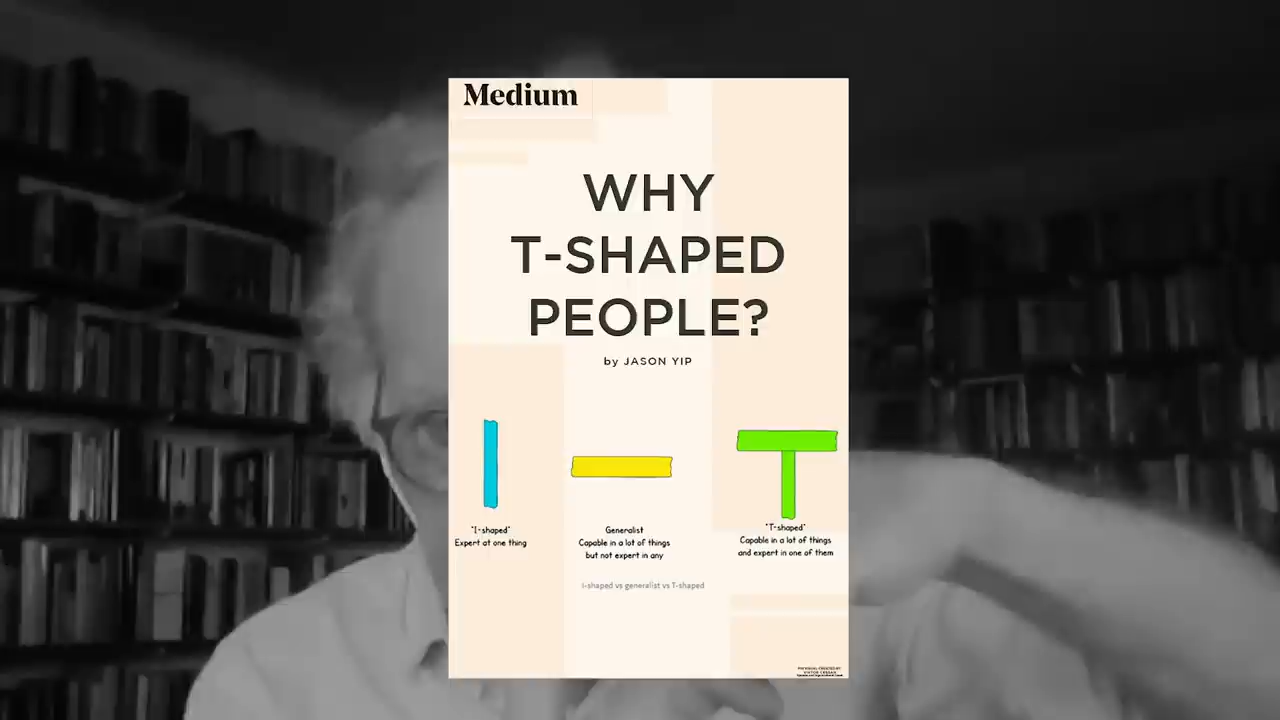 Medium
WHY
T-SHAPED
PEOPLE?
by JASON YIP
"I-shaped"
Expert at one thing
Generalist
Capable in a lot of things
but not expert in any
"T-shaped"
Capable in a lot of things
and expert in one of them
I-shaped vs generalist vs T-shaped